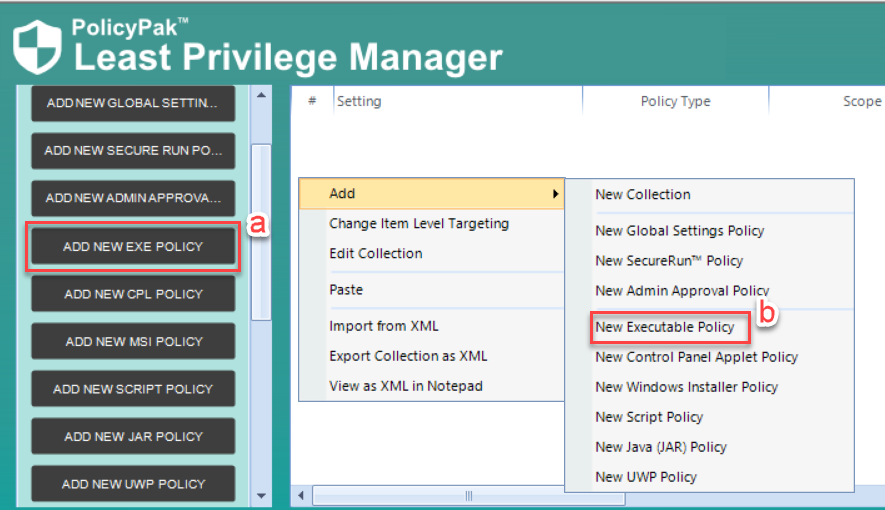 PolicyPak™
Least Privilege Manager
ADD NEW GLOBAL SETTIN...
ADD NEW SECURE RUN PO...
ADD NEW ADMIN APPROVA...
ADD NEW EXE POLICY
a
ADD NEW CPL POLICY
ADD NEW MSI POLICY
ADD NEW SCRIPT POLICY
ADD NEW JAR POLICY
ADD NEW UWP POLICY
# Setting Policy Type Scope
Add
Change Item Level Targeting
Edit Collection
Paste
Import from XML
Export Collection as XML
View as XML in Notepad
New Collection
New Global Settings Policy
New SecureRun™ Policy
New Admin Approval Policy
New Executable Policy
b
New Control Panel Applet Policy
New Windows Installer Policy
New Script Policy
New Java (JAR) Policy
New UWP Policy